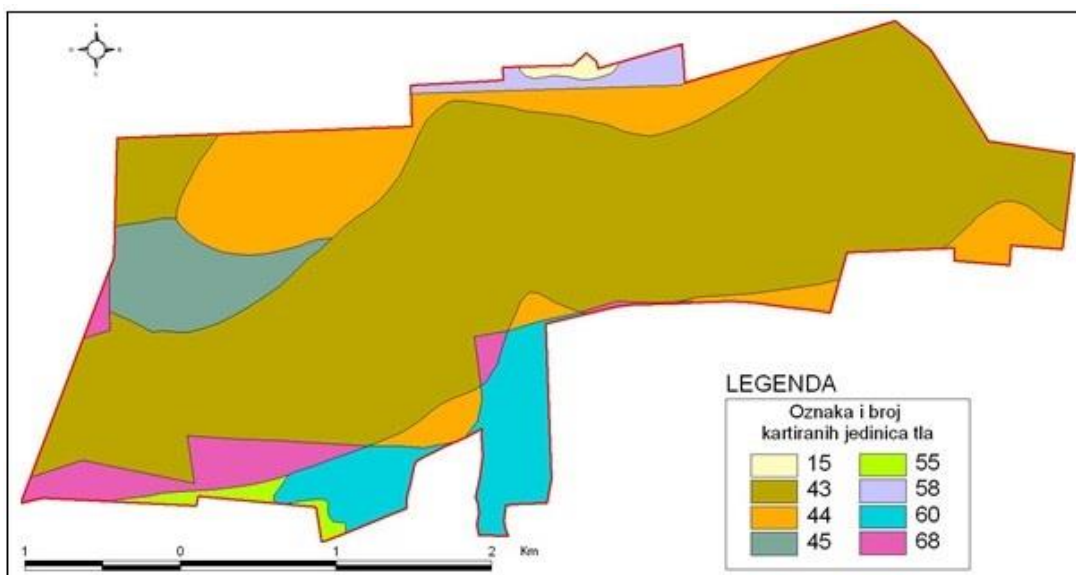 LEGENDA
Oznaka i broj
kartiranih jedinica tla
15 55
43 58
44 60
45 68
1 0 1 2 Km